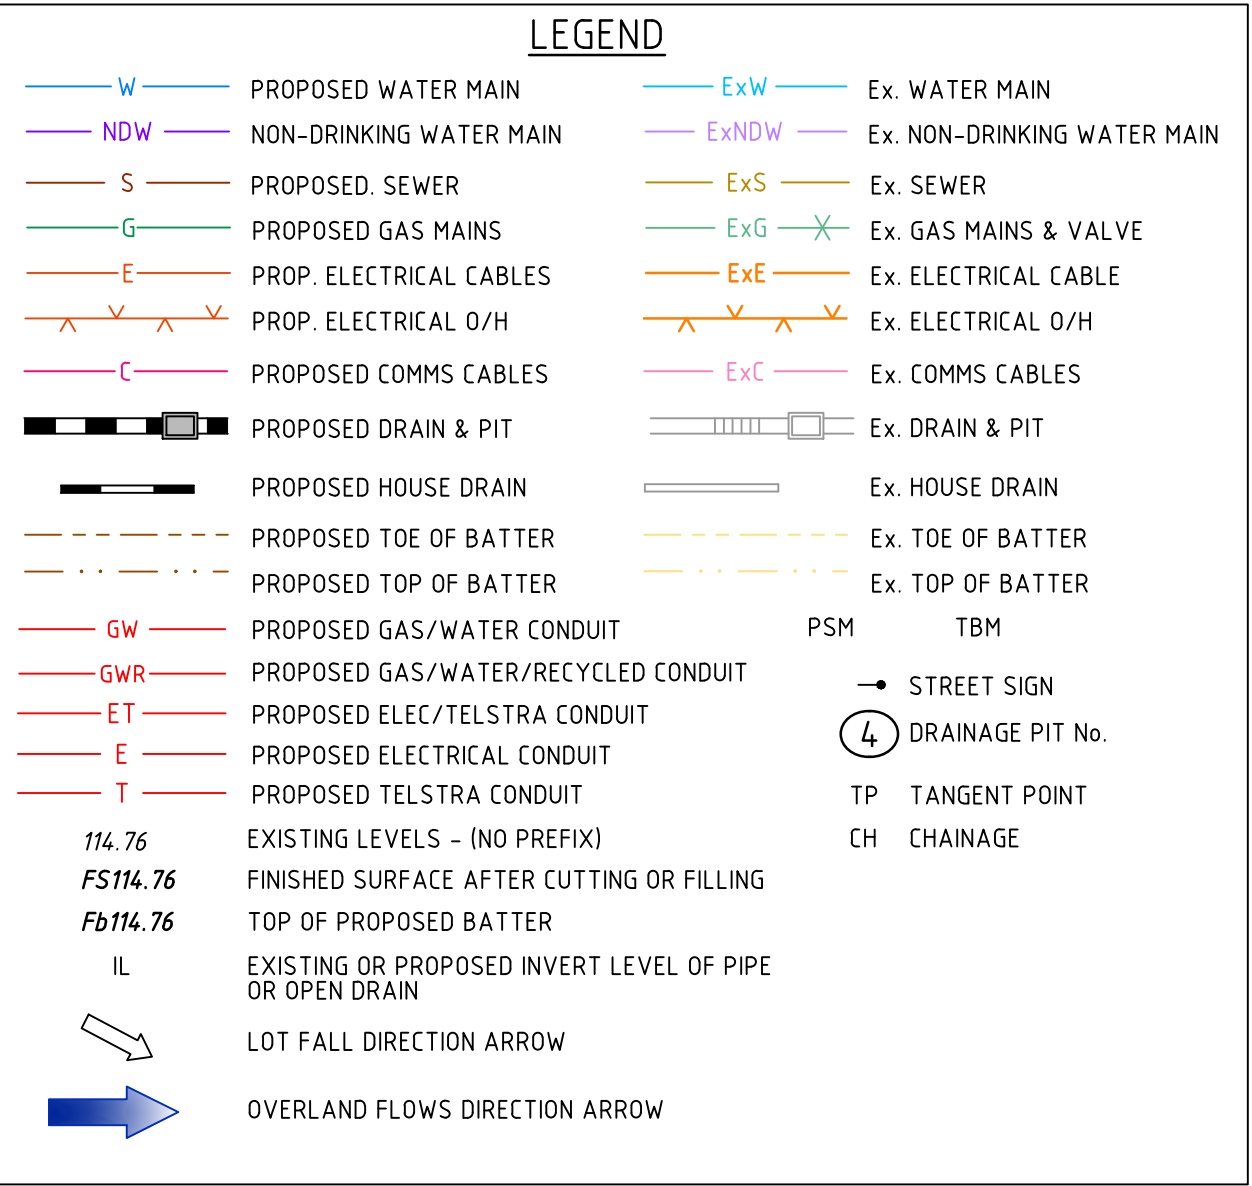 LEGEND
W PROPOSED WATER MAIN ExW Ex. WATER MAIN
NDW NON-DRINKING WATER MAIN ExNDW Ex. NON-DRINKING WATER MAIN
S PROPOSED. SEWER ExS Ex. SEWER
G PROPOSED GAS MAINS ExG Ex. GAS MAINS & VALVE
E PROP. ELECTRICAL CABLES ExE Ex. ELECTRICAL CABLE
PROP. ELECTRICAL O/H Ex. ELECTRICAL O/H
C PROPOSED COMMS CABLES ExC Ex. COMMS CABLES
PROPOSED DRAIN & PIT Ex. DRAIN & PIT
PROPOSED HOUSE DRAIN Ex. HOUSE DRAIN
PROPOSED TOE OF BATTER Ex. TOE OF BATTER
PROPOSED TOP OF BATTER Ex. TOP OF BATTER
GW PROPOSED GAS/WATER CONDUIT PSM TBM
GWR PROPOSED GAS/WATER/RECYCLED CONDUIT STREET SIGN
ET PROPOSED ELEC/TELSTRA CONDUIT 4 DRAINAGE PIT No.
E PROPOSED ELECTRICAL CONDUIT
T PROPOSED TELSTRA CONDUIT TP TANGENT POINT
114.76 EXISTING LEVELS - (NO PREFIX) CH CHAINAGE
FS114.76 FINISHED SURFACE AFTER CUTTING OR FILLING
Fb114.76 TOP OF PROPOSED BATTER
IL EXISTING OR PROPOSED INVERT LEVEL OF PIPE
OR OPEN DRAIN
LOT FALL DIRECTION ARROW
OVERLAND FLOWS DIRECTION ARROW